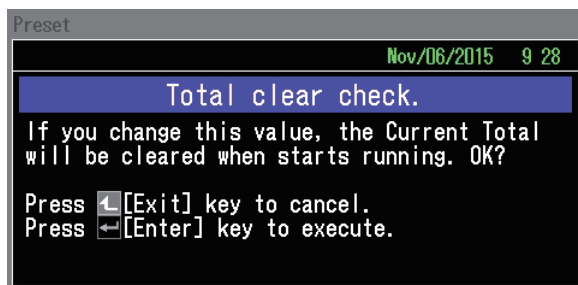 Preset
Nov/06/2015 9 28
Total clear check.
If you change this value, the Current Total
will be cleared when starts running. OK?
Press [Exit] key to cancel.
Press [Enter] key to execute.